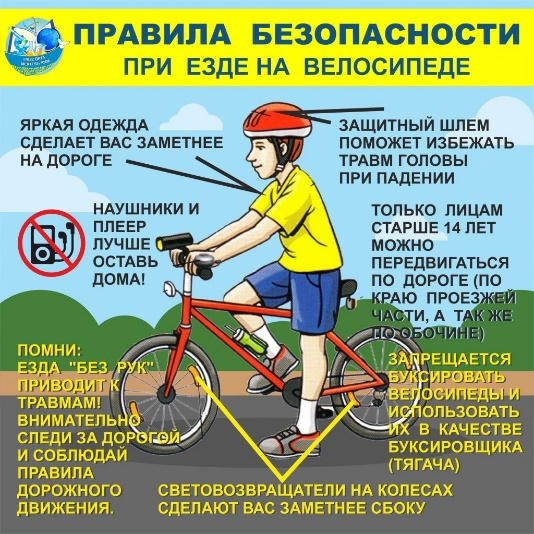 ПРАВИЛА БЕЗОПАСНОСТИ
ПРИ ЕЗДЕ НА ВЕЛОСИПЕДЕ
ЯРКАЯ ОДЕЖДА
СДЕЛАЕТ ВАС ЗАМЕТНЕЕ
НА ДОРОГЕ
ЗАЩИТНЫЙ ШЛЕМ
ПОМОЖЕТ ИЗБЕЖАТЬ
ТРАВМ ГОЛОВЫ
ПРИ ПАДЕНИИ
НАУШНИКИ И
ПЛЕЕР
ЛУЧШЕ
ОСТАВЬ
ДОМА!
ТОЛЬКО ЛИЦАМ
СТАРШЕ 14 ЛЕТ
МОЖНО
ПЕРЕДВИГАТЬСЯ
ПО ДОРОГЕ (ПО
КРАЮ ПРОЕЗЖЕЙ
ЧАСТИ, А ТАК ЖЕ
ПО ОБОЧИНЕ)
ПОМНИ:
ЕЗДА "БЕЗ РУК"
ПРИВОДИТ К
ТРАВМАМ!
ВНИМАТЕЛЬНО
СЛЕДИ ЗА ДОРОГОЙ
И СОБЛЮДАЙ
ПРАВИЛА
ДОРОЖНОГО
ДВИЖЕНИЯ.
ЗАПРЕЩАЕТСЯ
БУКСИРОВАТЬ
ВЕЛОСИПЕДЫ И
ИСПОЛЬЗОВАТЬ
ИХ В КАЧЕСТВЕ
БУКСИРОВЩИКА
(ТЯГАЧА)
СВЕТОВОЗВРАЩАТЕЛИ НА КОЛЕСАХ
СДЕЛАЮТ ВАС ЗАМЕТНЕЕ СБОКУ